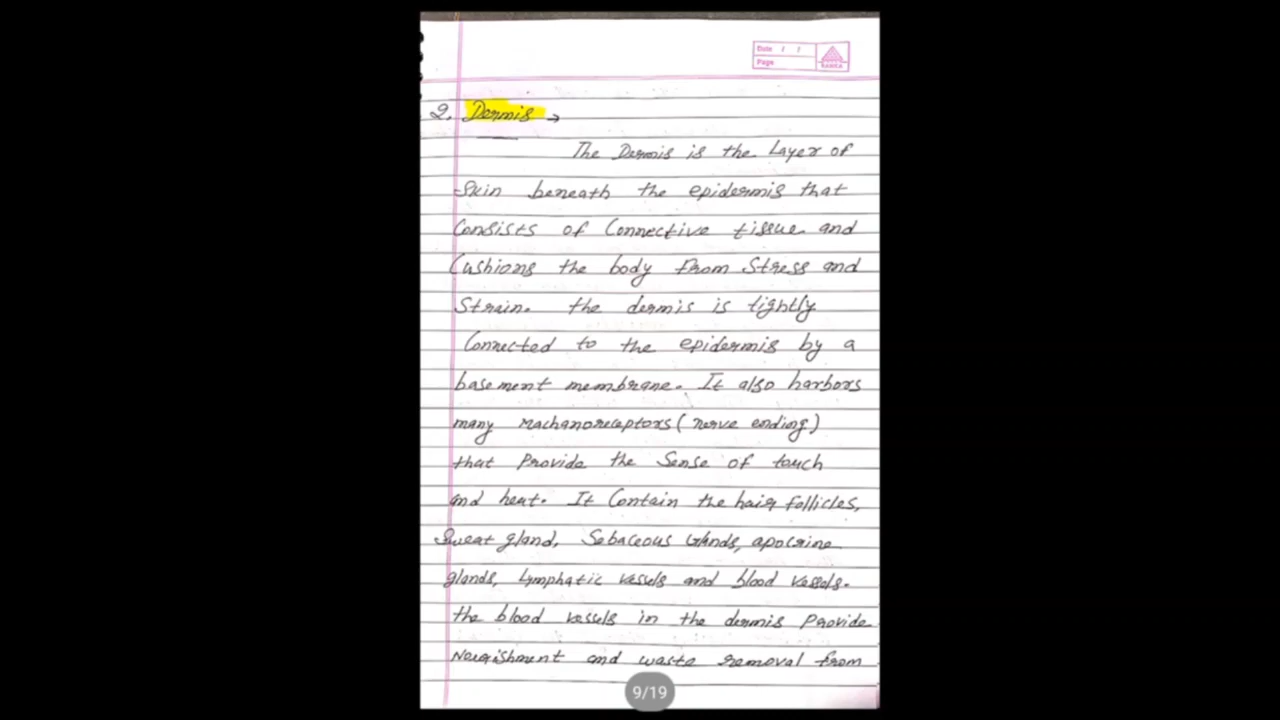 Date / /
Page
2. Dermis →
The Dermis is the Layer of
Skin beneath the epidermis that
Consists of Connective tissue and
Cushions the body From Stress and
Strain. the dermis is tightly
Connected to the epidermis by a
basement membrane. It also harbors
many machanoreceptors (nerve ending)
that Provide the Sense of touch
and heat. It Contain the hair follicles,
Sweat gland, Sebaceous Glands, apocrine
glands, Lymphatic vessels and blood vessels.
the blood vessels in the dermis Provide
Nourishment and waste removal from
9/19